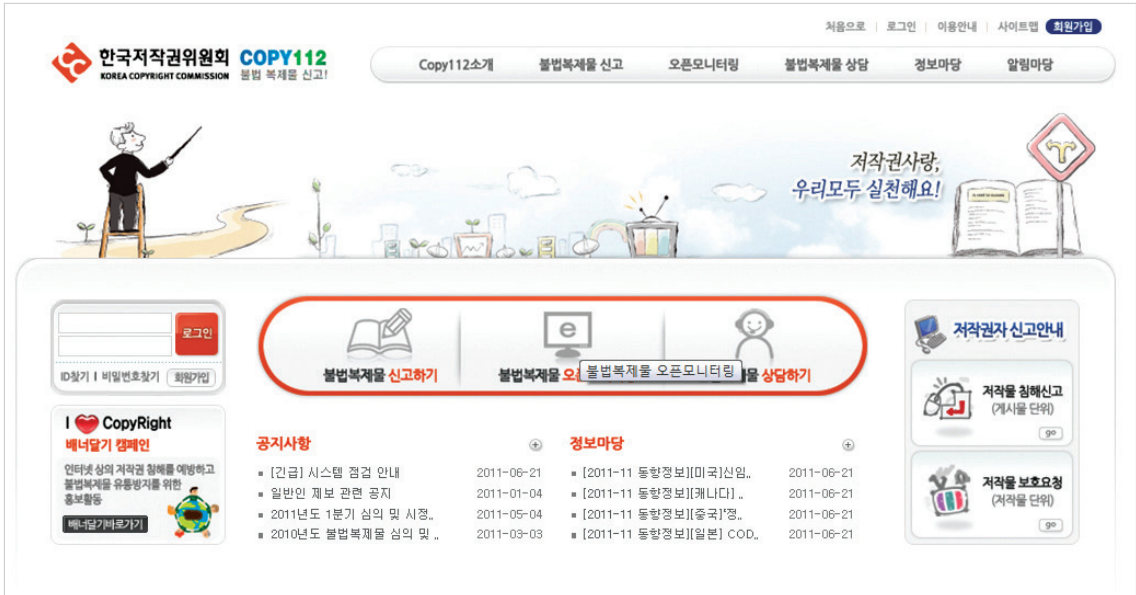 처음으로 | 로그인 | 이용안내 | 사이트맵 회원가입
한국저작권위원회 COPY112
KOREA COPYRIGHT COMMISSION 불법 복제물 신고!
Copy112소개 불법복제물 신고 오픈모니터링 불법복제물 상담 정보마당 알림마당
저작권사랑,
우리모두 실천해요!
로그인
ID찾기 | 비밀번호찾기 회원가입
불법복제물 신고하기
불법복제물
불법복제물 오픈모니터링
물 상담하기
저작권자 신고안내
저작물 침해신고
(게시물 단위)
go
저작물 보호요청
(저작물 단위)
go
I CopyRight
배너달기 캠페인
인터넷 상의 저작권 침해를 예방하고
불법복제물 유통방지를 위한
홍보활동
배너달기바로가기
공지사항
[긴급] 시스템 점검 안내 2011-06-21
일반인 제보 관련 공지 2011-01-04
2011년도 1분기 심의 및 시정.. 2011-05-04
2010년도 불법복제물 심의 및 .. 2011-03-03
정보마당
[2011-11 동향정보][미국]신임.. 2011-06-21
[2011-11 동향정보][캐나다] .. 2011-06-21
[2011-11 동향정보][중국]'정.. 2011-06-21
[2011-11 동향정보][일본] COD.. 2011-06-21